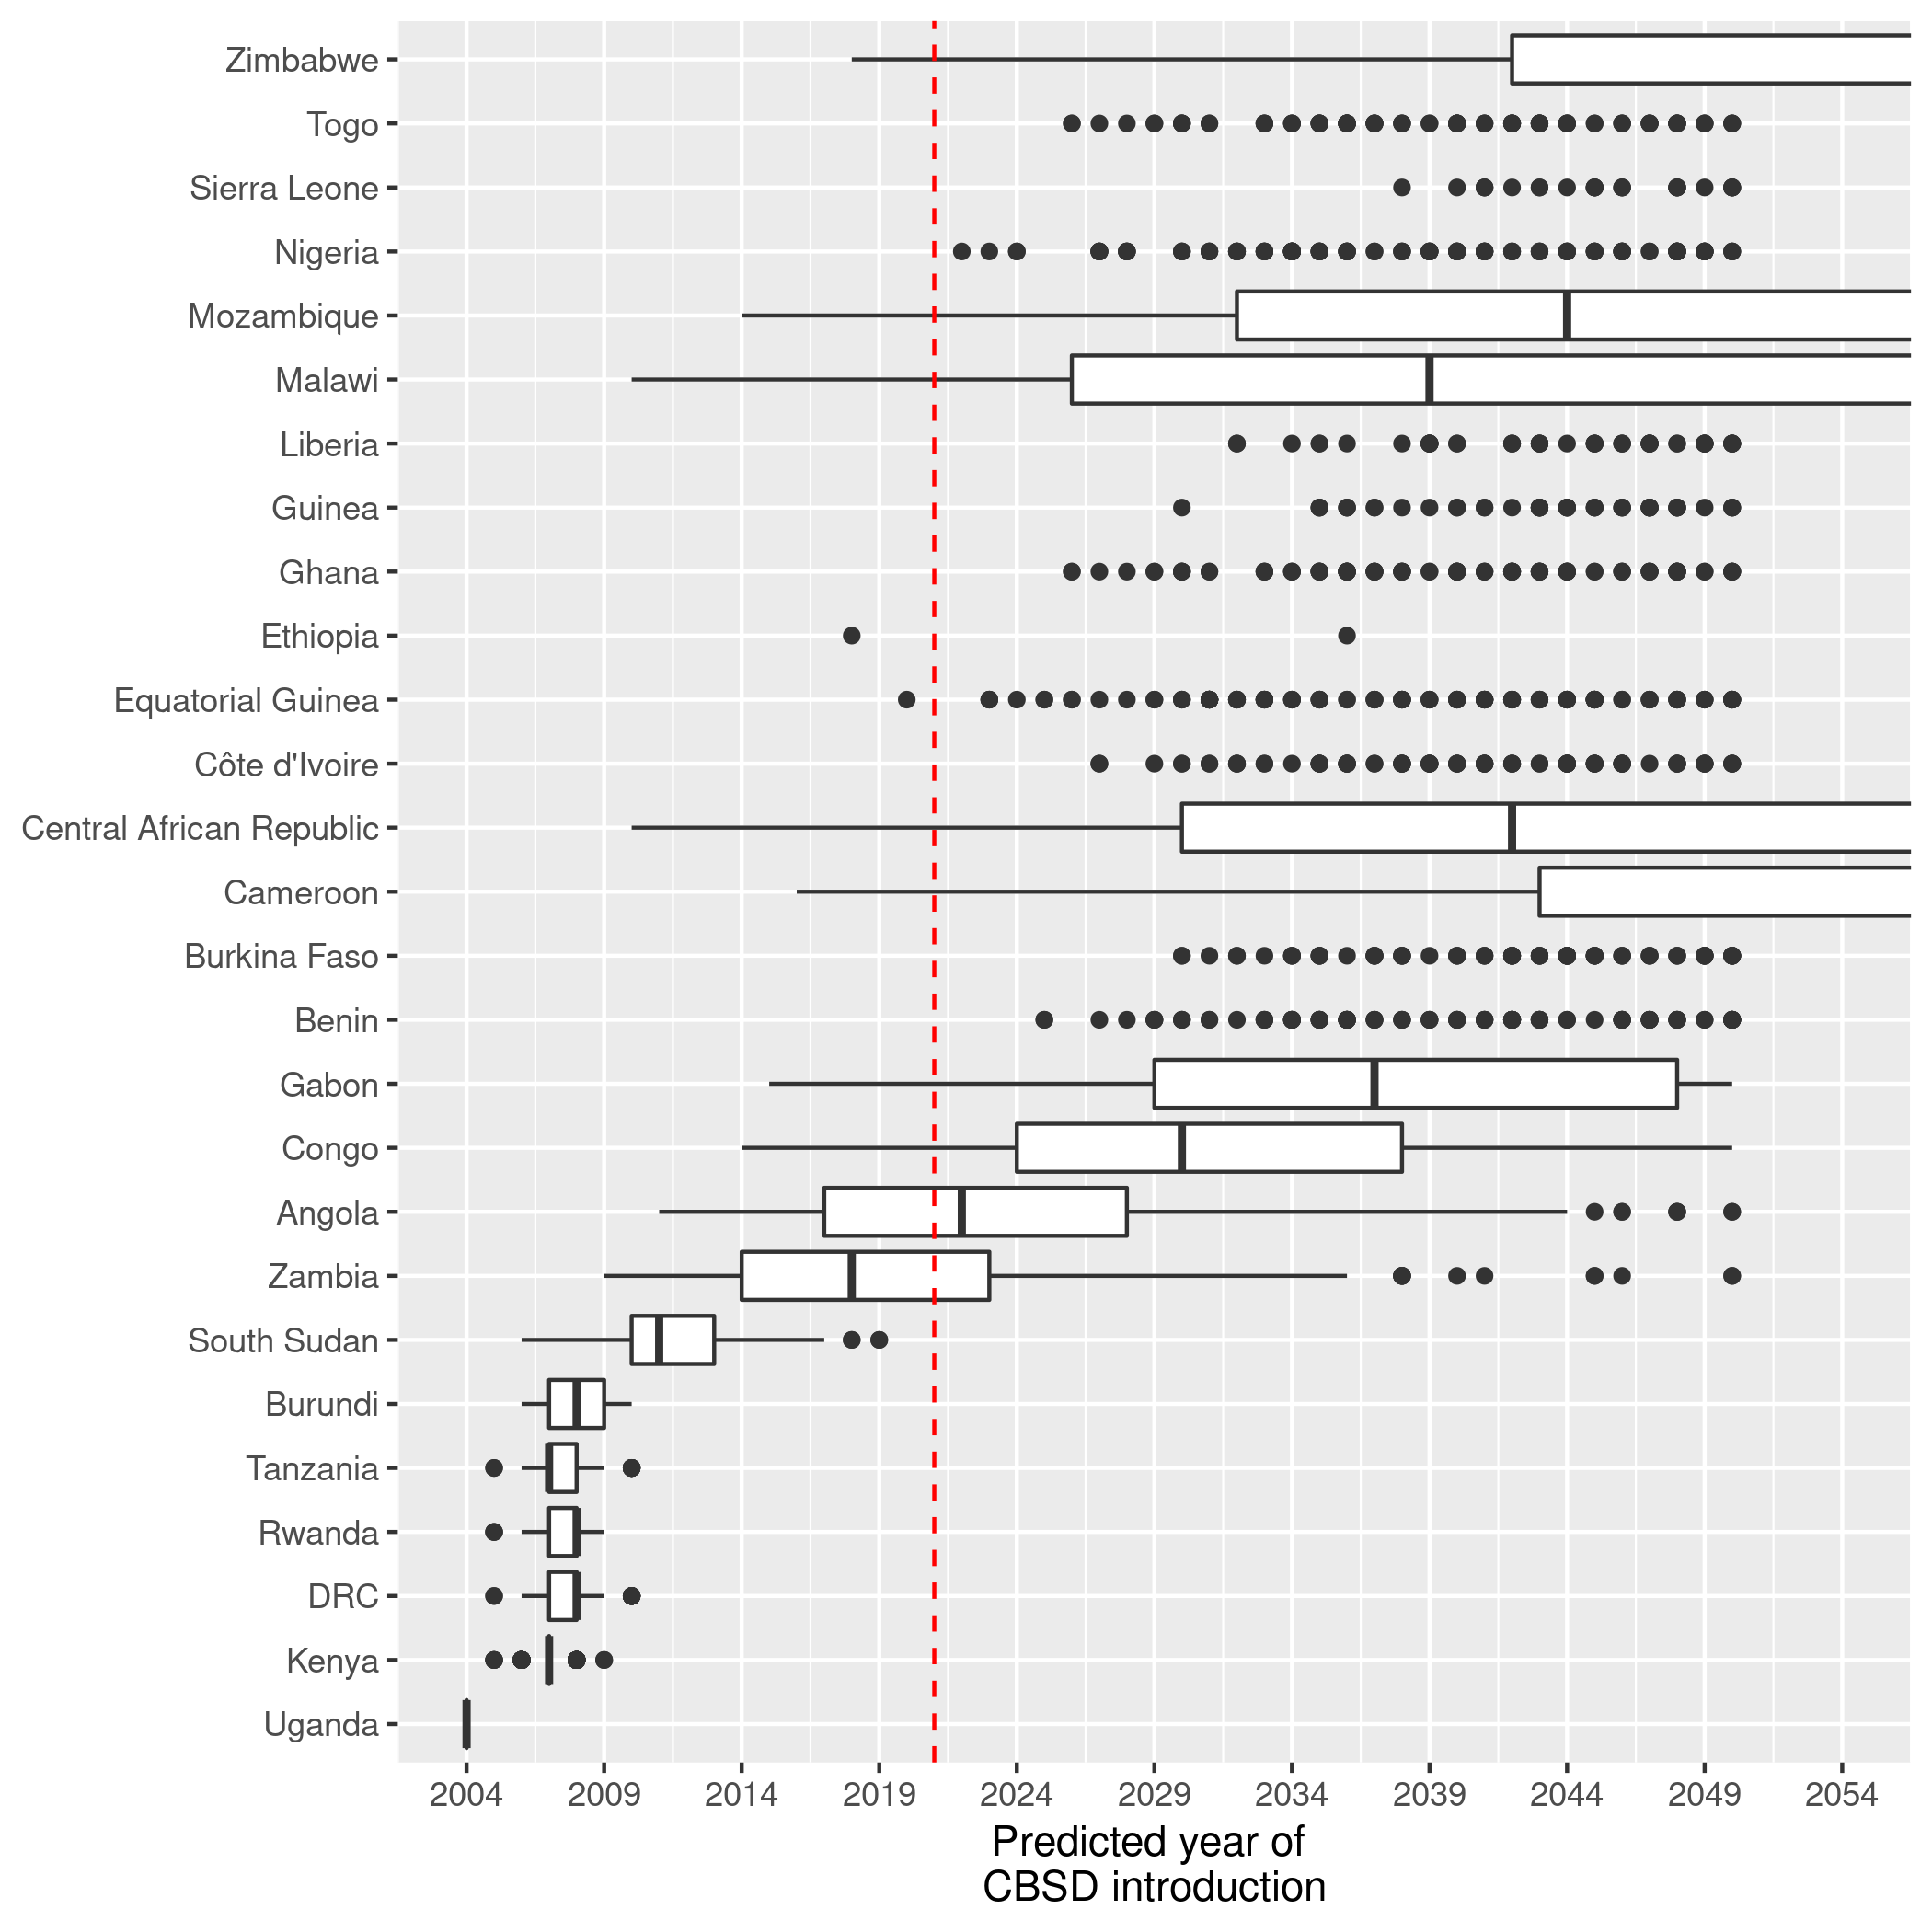 Zimbabwe
Togo
Sierra Leone
Nigeria
Mozambique
Malawi
Liberia
Guinea
Ghana
Ethiopia
Equatorial Guinea
Côte d'Ivoire
Central African Republic
Cameroon
Burkina Faso
Benin
Gabon
Congo
Angola
Zambia
South Sudan
Burundi
Tanzania
Rwanda
DRC
Kenya
Uganda
2004 2009 2014 2019 2024 2029 2034 2039 2044 2049 2054
Predicted year of
CBSD introduction